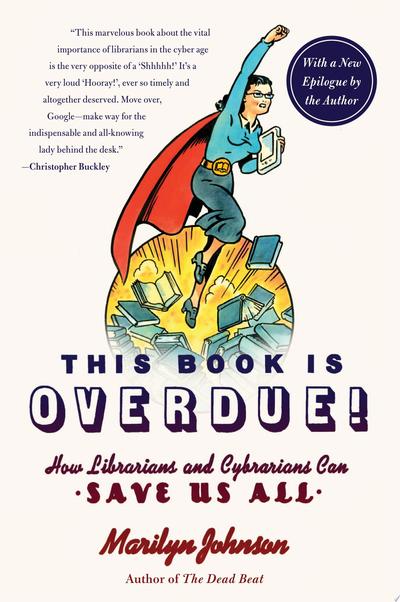 “This marvelous book about the vital
importance of librarians in the cyber age
is the very opposite of a ‘Shhhhh!’ It’s a
very loud ‘Hooray!’, ever so timely and
altogether deserved. Move over,
Google—make way for the
indispensable and all-knowing
lady behind the desk.”
—Christopher Buckley
With a New
Epilogue by
the Author
THIS BOOK IS
OVERDUE!
How Librarians and Cybrarians Can
·SAVE US ALL·
Marilyn Johnson
Author of The Dead Beat